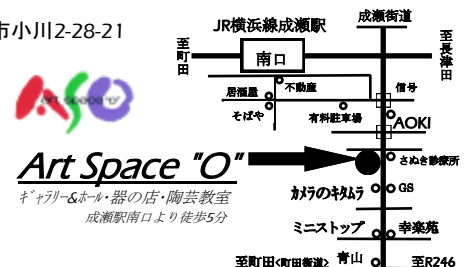 市小川2-28-21
成瀬街道
JR横浜線成瀬駅
至町田
南口
至長津田
居酒屋
不動産
信号
そばや
有料駐車場
AOKI
art space "o"
Art Space "O"
さぬき診療所
ｷﾞｬﾗﾘｰ&ﾎｰﾙ・器の店・陶芸教室
カメラのキタムラ
GS
成瀬駅南口より徒歩5分
ミニストップ
幸楽苑
至町田<町田街道>
青山
至R246